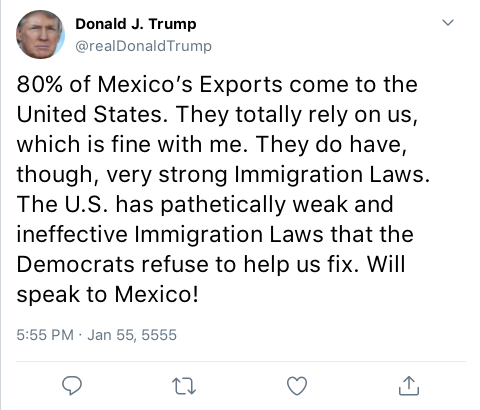 Donald J. Trump
@realDonaldTrump
80% of Mexico’s Exports come to the
United States. They totally rely on us,
which is fine with me. They do have,
though, very strong Immigration Laws.
The U.S. has pathetically weak and
ineffective Immigration Laws that the
Democrats refuse to help us fix. Will
speak to Mexico!
5:55 PM · Jan 55, 5555